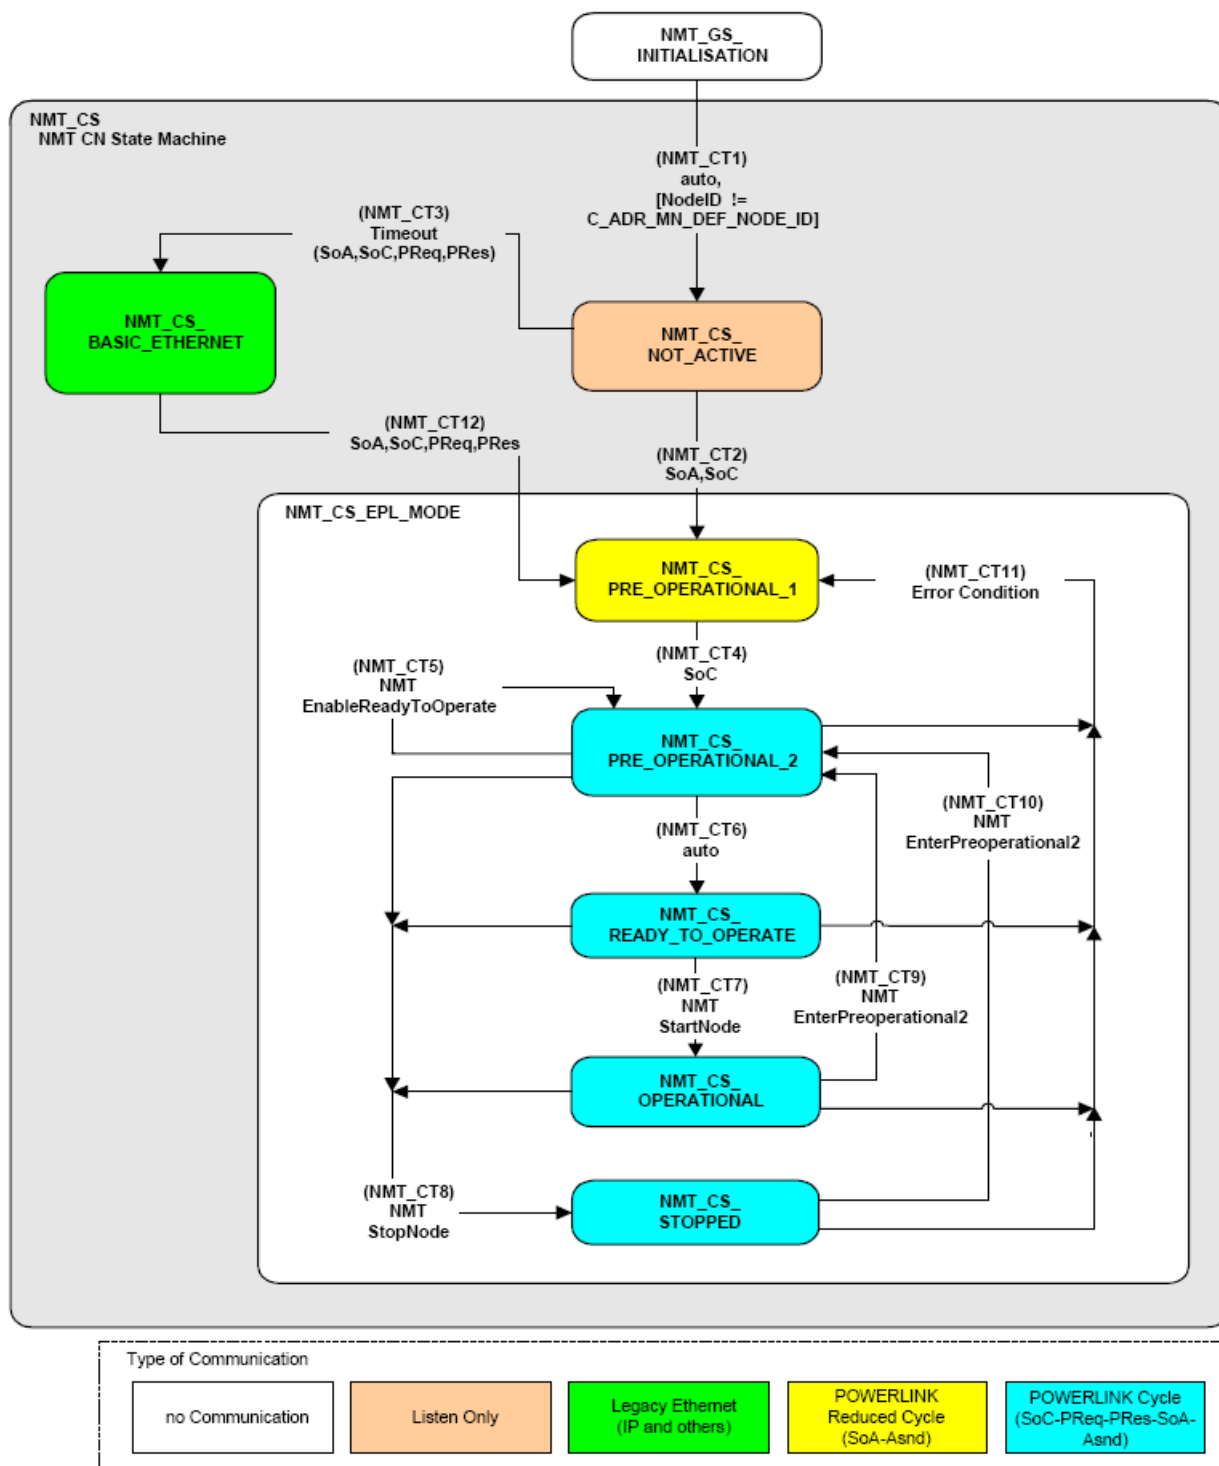 NMT_GS_
INITIALISATION
NMT_CS
NMT CN State Machine
(NMT_CT1)
auto,
[NodeID !=
C_ADR_MN_DEF_NODE_ID]
(NMT_CT3)
Timeout
(SoA,SoC,PReq,PRes)
NMT_CS_
BASIC_ETHERNET
NMT_CS_
NOT_ACTIVE
(NMT_CT12)
SoA,SoC,PReq,PRes
(NMT_CT2)
SoA,SoC
NMT_CS_EPL_MODE
NMT_CS_
PRE_OPERATIONAL_1
(NMT_CT11)
Error Condition
(NMT_CT4)
SoC
(NMT_CT5)
NMT
EnableReadyToOperate
NMT_CS_
PRE_OPERATIONAL_2
(NMT_CT10)
NMT
EnterPreoperational2
(NMT_CT6)
auto
NMT_CS_
READY_TO_OPERATE
(NMT_CT7)
NMT
StartNode
(NMT_CT9)
NMT
EnterPreoperational2
NMT_CS_
OPERATIONAL
(NMT_CT8)
NMT
StopNode
NMT_CS_
STOPPED
Type of Communication
no Communication
Listen Only
Legacy Ethernet
(IP and others)
POWERLINK
Reduced Cycle
(SoA-Asnd)
POWERLINK Cycle
(SoC-PReq-PRes-SoA-
Asnd)